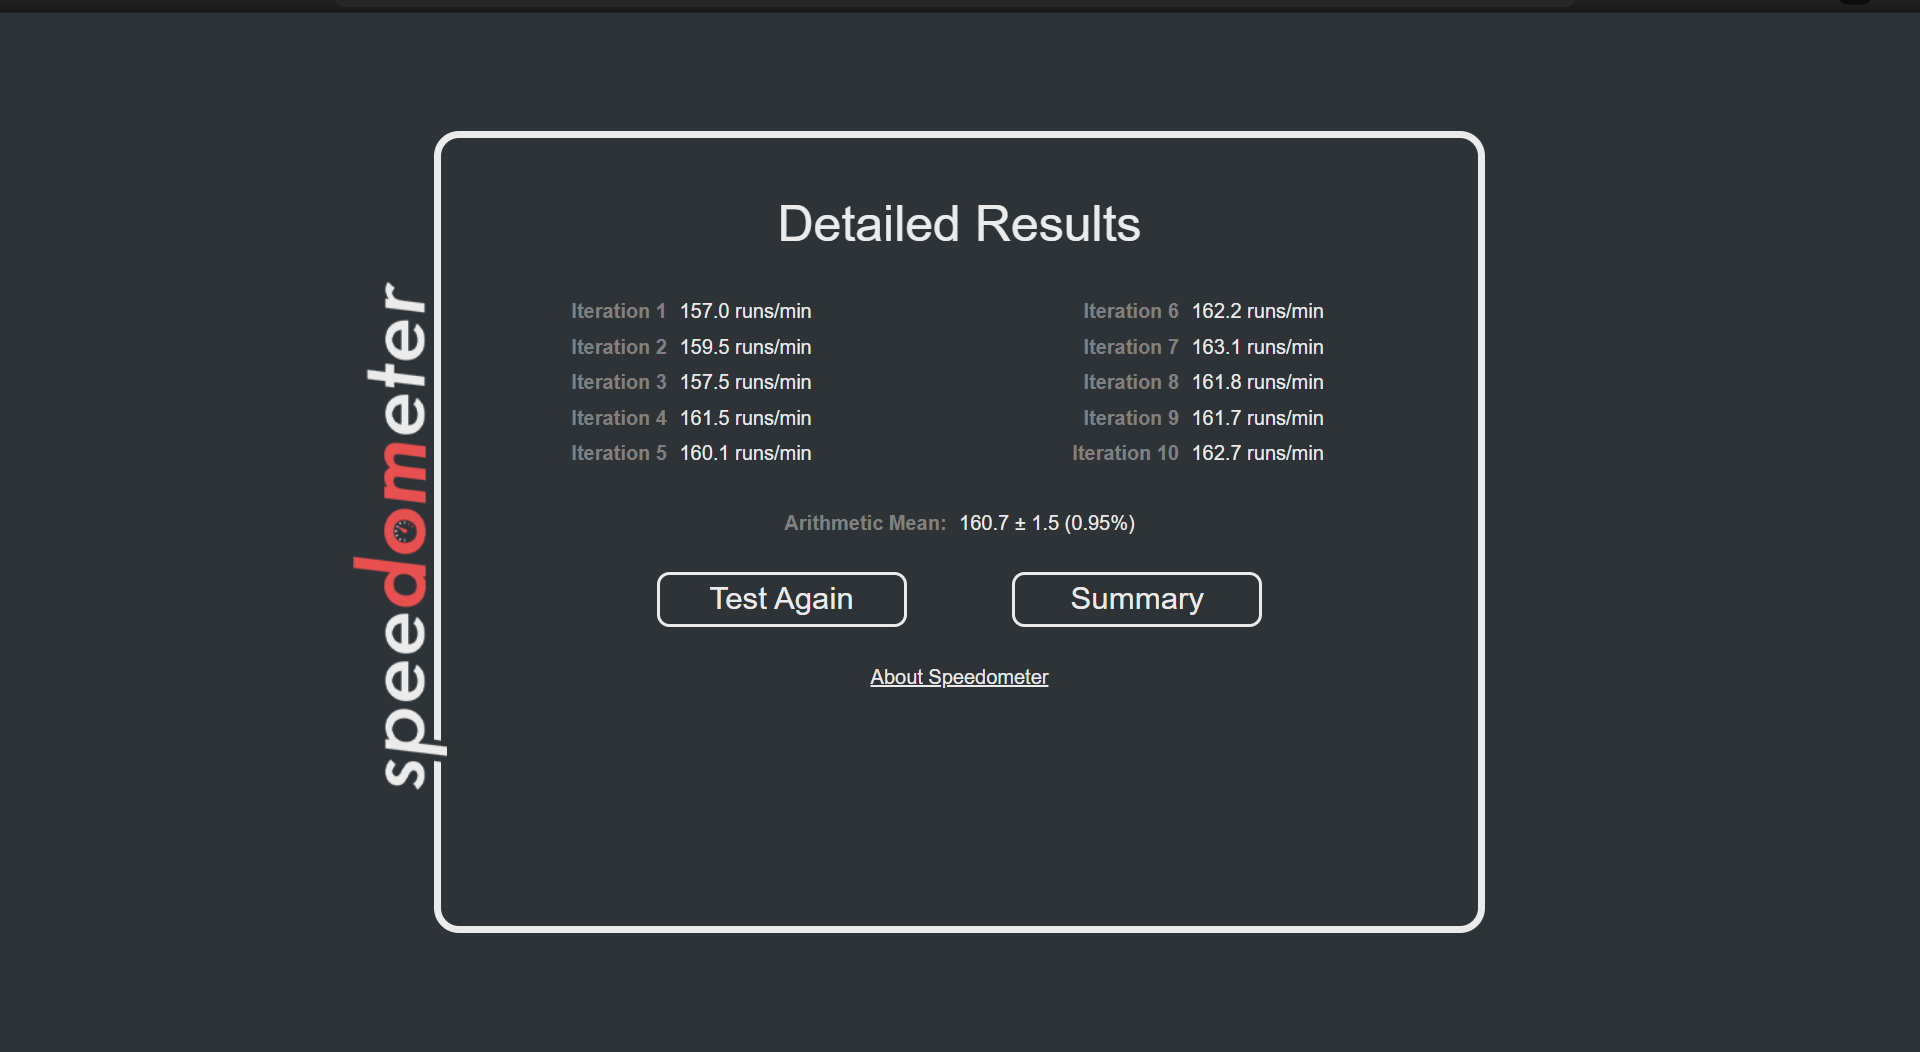 speedometer
Detailed Results
Iteration 1 157.0 runs/min
Iteration 2 159.5 runs/min
Iteration 3 157.5 runs/min
Iteration 4 161.5 runs/min
Iteration 5 160.1 runs/min
Iteration 6 162.2 runs/min
Iteration 7 163.1 runs/min
Iteration 8 161.8 runs/min
Iteration 9 161.7 runs/min
Iteration 10 162.7 runs/min
Arithmetic Mean: 160.7 ± 1.5 (0.95%)
Test Again
Summary
About Speedometer